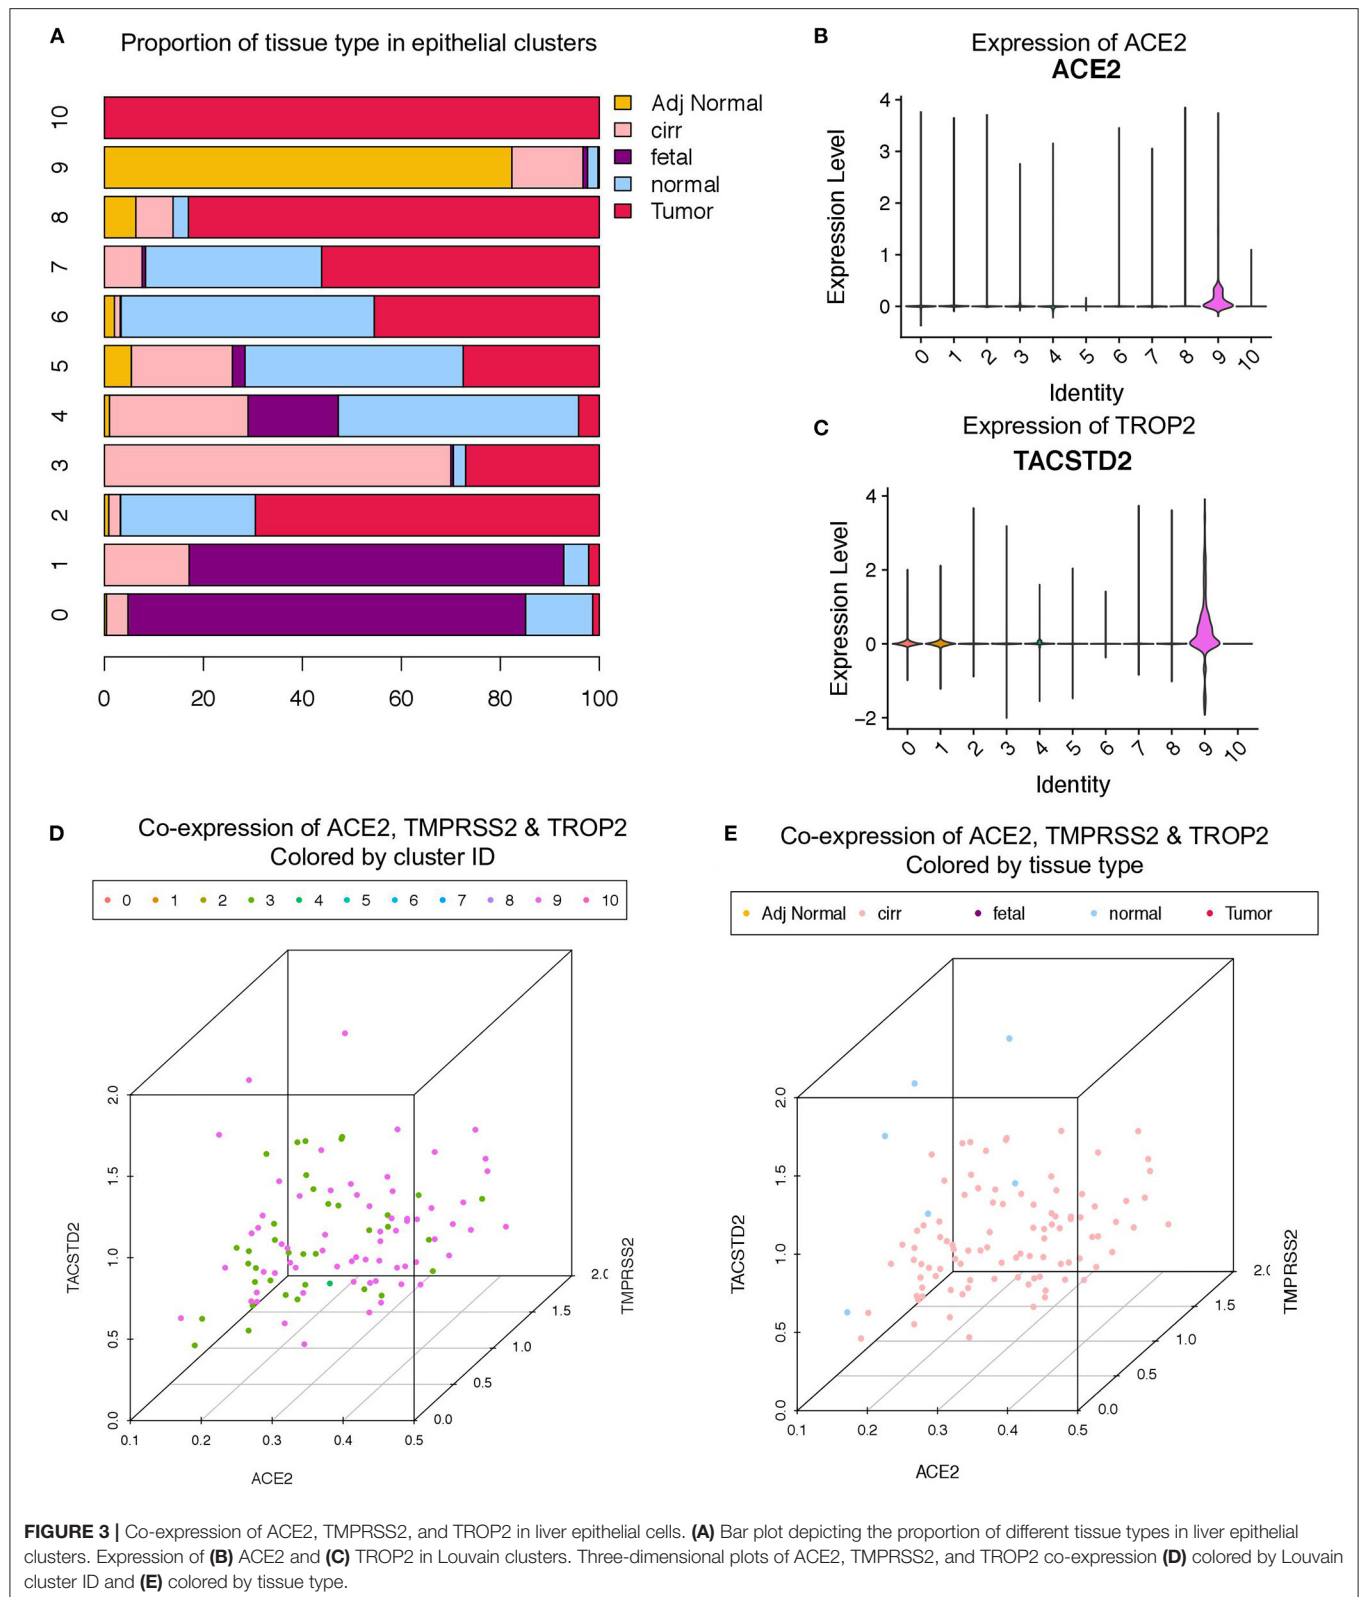 A
Proportion of tissue type in epithelial clusters
10
9
8
7
6
5
4
3
2
1
0
0 20 40 60 80 100
Adj Normal
cirr
fetal
normal
Tumor
B
Expression of ACE2
ACE2
Expression Level
4
3
2
1
0
0 1 2 3 4 5 6 7 8 9 10
Identity
C
Expression of TROP2
TACSTD2
Expression Level
4
2
0
−2
0 1 2 3 4 5 6 7 8 9 10
Identity
D
Co-expression of ACE2, TMPRSS2 & TROP2
Colored by cluster ID
0 1 2 3 4 5 6 7 8 9 10
TACSTD2
2.0
1.5
1.0
0.5
0.0
0.1 0.2 0.3 0.4 0.5
ACE2
0.0
0.5
1.0
1.5
2.0
TMPRSS2
E
Co-expression of ACE2, TMPRSS2 & TROP2
Colored by tissue type
Adj Normal cirr fetal normal Tumor
TACSTD2
2.0
1.5
1.0
0.5
0.0
0.1 0.2 0.3 0.4 0.5
ACE2
0.0
0.5
1.0
1.5
2.0
TMPRSS2
FIGURE 3 | Co-expression of ACE2, TMPRSS2, and TROP2 in liver epithelial cells. (A) Bar plot depicting the proportion of different tissue types in liver epithelial
clusters. Expression of (B) ACE2 and (C) TROP2 in Louvain clusters. Three-dimensional plots of ACE2, TMPRSS2, and TROP2 co-expression (D) colored by Louvain
cluster ID and (E) colored by tissue type.